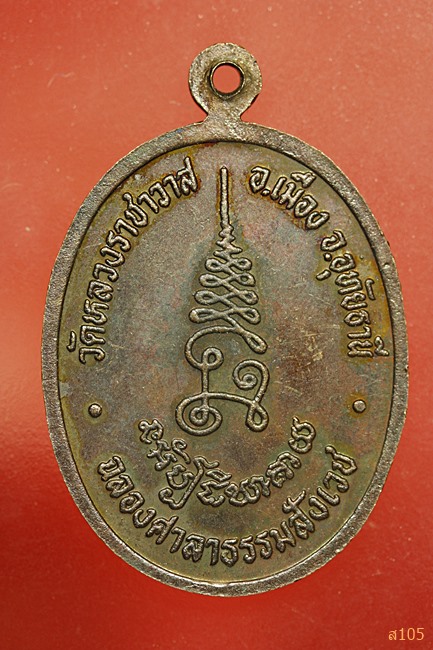 วัดหลวงราชาวาส อ.เมือง จ.อุทัยธานี
ฉลองศาลาธรรมสังเวช
ส105